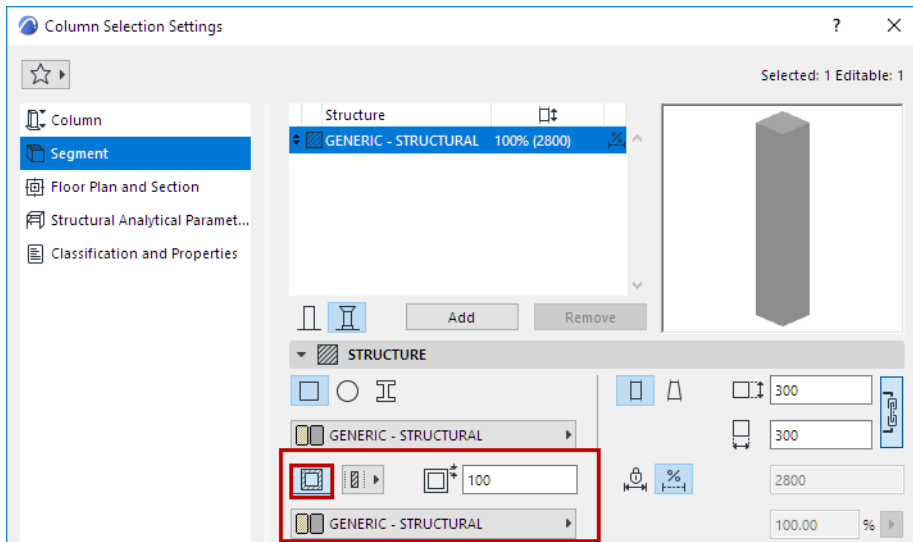 Column Selection Settings
?
Selected: 1 Editable: 1
Column
Segment
Floor Plan and Section
Structural Analytical Paramet...
Classification and Properties
Structure
GENERIC - STRUCTURAL 100% (2800)
Add
Remove
STRUCTURE
300
GENERIC - STRUCTURAL
300
100
2800
GENERIC - STRUCTURAL
100.00 %